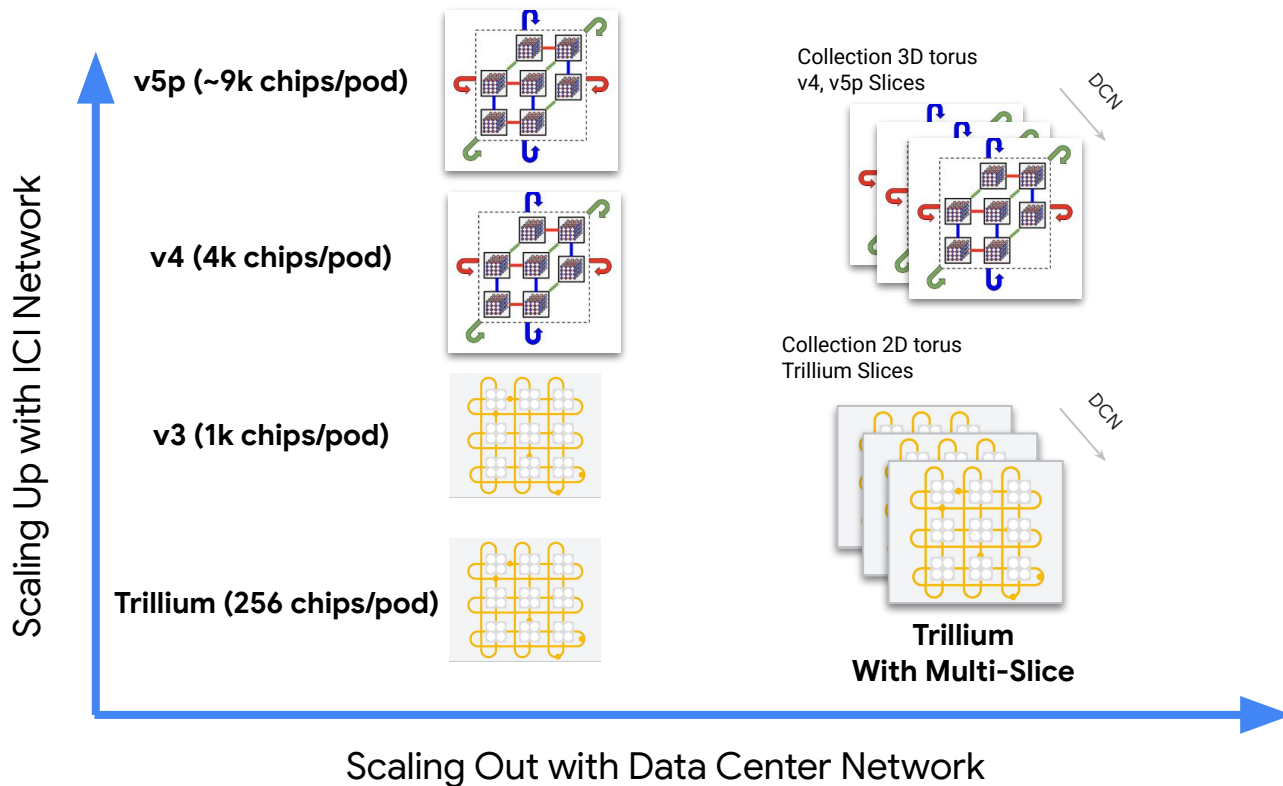 Scaling Up with ICI Network
v5p (~9k chips/pod)
v4 (4k chips/pod)
v3 (1k chips/pod)
Trillium (256 chips/pod)
Collection 3D torus
v4, v5p Slices
DCN
Collection 2D torus
Trillium Slices
DCN
Trillium
With Multi-Slice
Scaling Out with Data Center Network